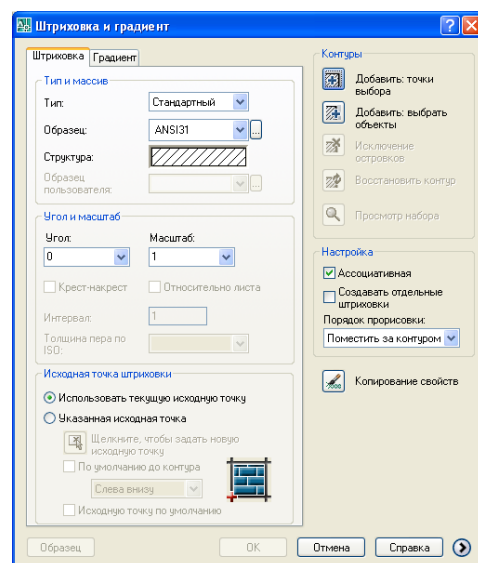 Штриховка и градиент
Штриховка Градиент
Тип и массив
Тип: Стандартный
Образец: ANSI31 ...
Структура:
Образец
пользователя: ...
Угол и масштаб
Угол: Масштаб:
0 1
Крест-накрест Относительно листа
Интервал: 1
Толщина пера по
ISO:
Исходная точка штриховки
Использовать текущую исходную точку
Указанная исходная точка
Щелкните, чтобы задать новую
исходную точку
По умолчанию до контура
Слева внизу
Исходную точку по умолчанию
Контуры
Добавить: точки
выбора
Добавить: выбрать
объекты
Исключение
островков
Восстановить контур
Просмотр набора
Настройка
Ассоциативная
Создавать отдельные
штриховки
Порядок прорисовки:
Поместить за контуром
Копирование свойств
Образец ОК Отмена Справка